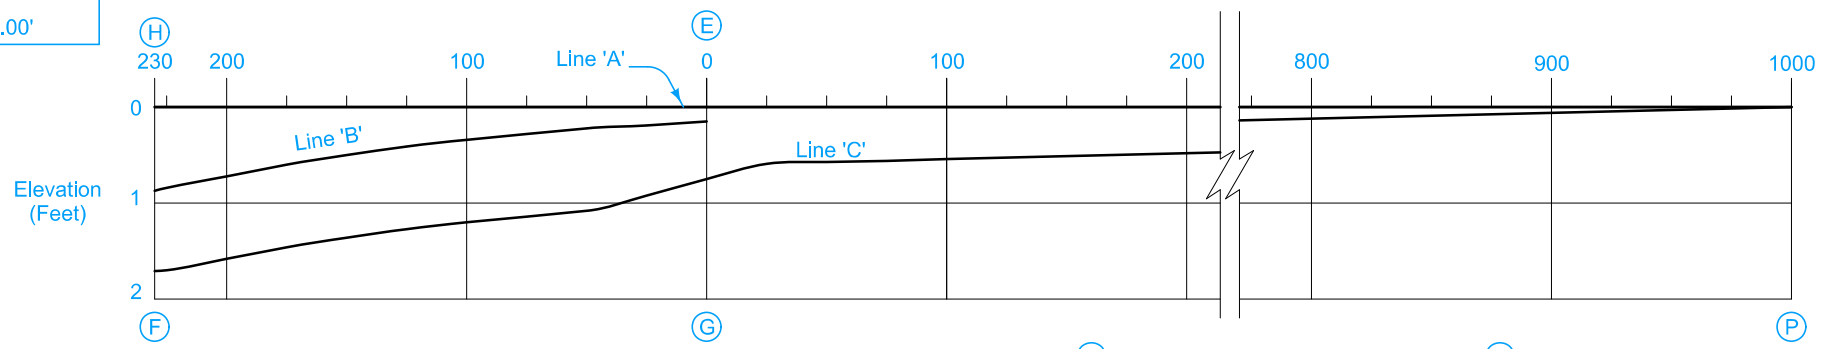 .00'
H
E
230 200 100 0 100 200 800 900 1000
Line 'A'
0
Line 'B'
Line 'C'
Elevation
(Feet)
1
2
F
G
P